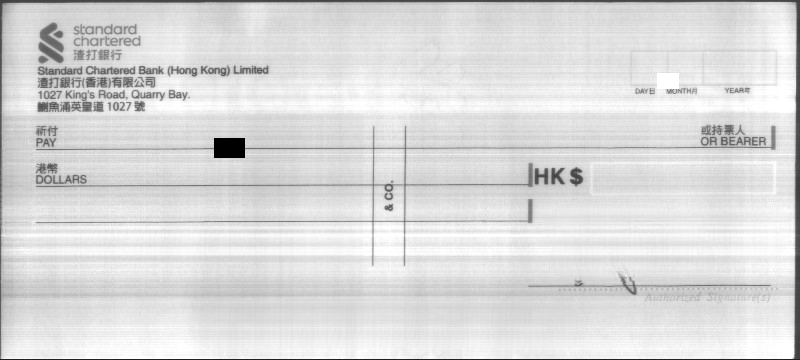 standard
chartered
渣打銀行
Standard Chartered Bank (Hong Kong) Limited
渣打銀行(香港)有限公司
1027 King's Road, Quarry Bay.
鰂魚涌英皇道 1027 號
DAY日 MONTH月 YEAR年
祈付
PAY
或持票人
OR BEARER
港幣
DOLLARS
HK $
& CO.
Authorized Signature(s)